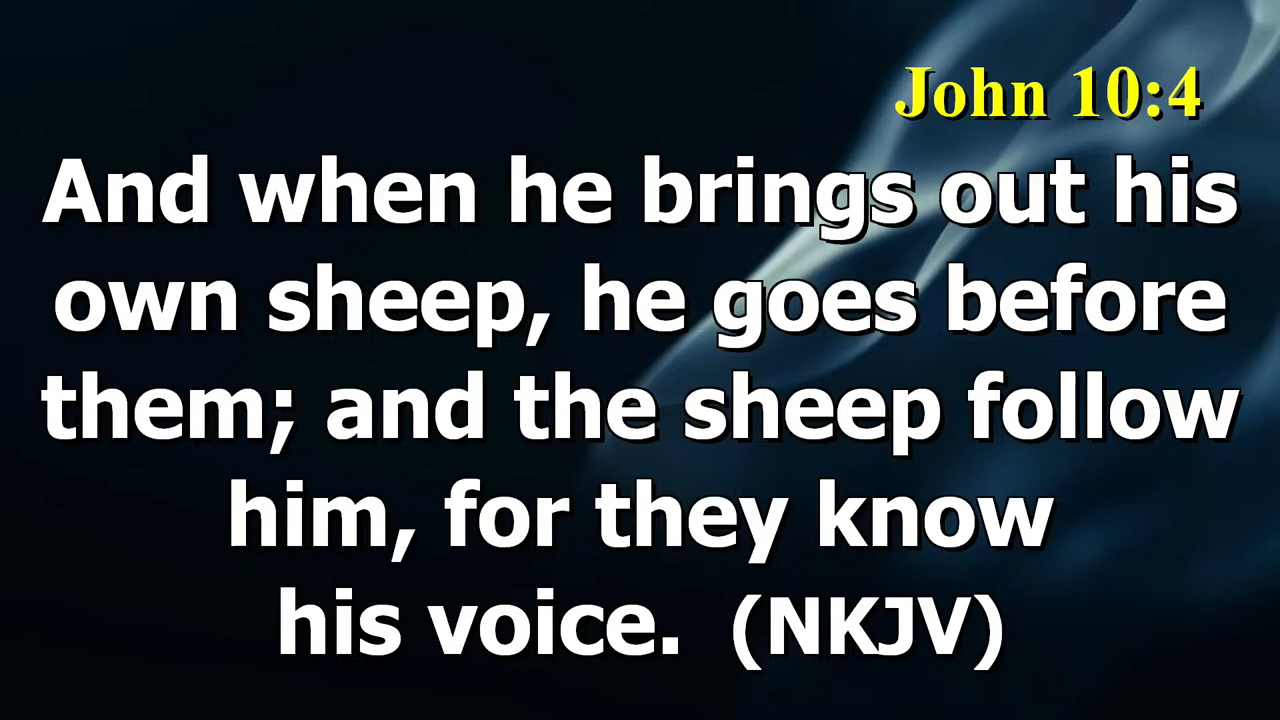 John 10:4
And when he brings out his
own sheep, he goes before
them; and the sheep follow
him, for they know
his voice.  (NKJV)